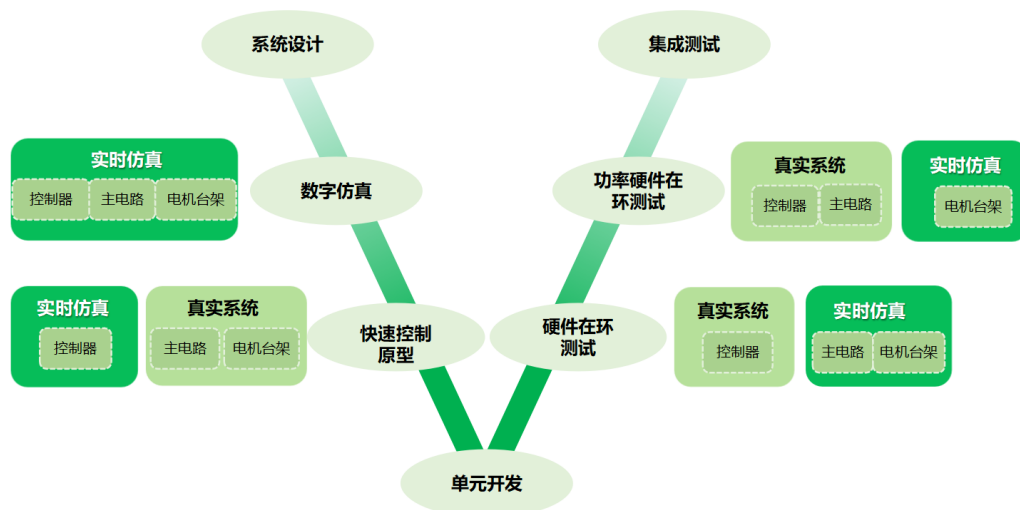 系统设计
集成测试
实时仿真
控制器
主电路
电机台架
数字仿真
功率硬件在
环测试
真实系统
控制器
主电路
实时仿真
电机台架
实时仿真
控制器
真实系统
主电路
电机台架
快速控制
原型
硬件在环
测试
真实系统
控制器
实时仿真
主电路
电机台架
单元开发